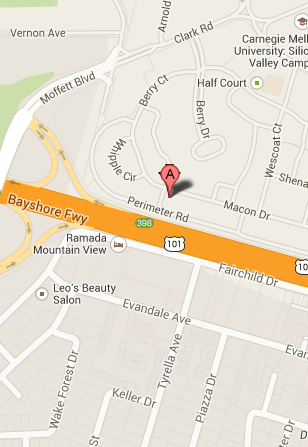 Vernon Ave
Clark Rd
Carnegie Mell
University: Silic
Valley Camp
Moffett Blvd
Berry Ct
Half Court
Berry Dr
Wescoat Ct
Whipple Cir
A
Shena
Macon Dr
Perimeter Rd
Bayshore Fwy
398
101
10
Ramada
Mountain View
Fairchild Dr
Leo's Beauty
Salon
Evandale Ave
Evan
Tyrella Ave
Wake Forest Dr
Keller Dr
Piazza Dr
St
D